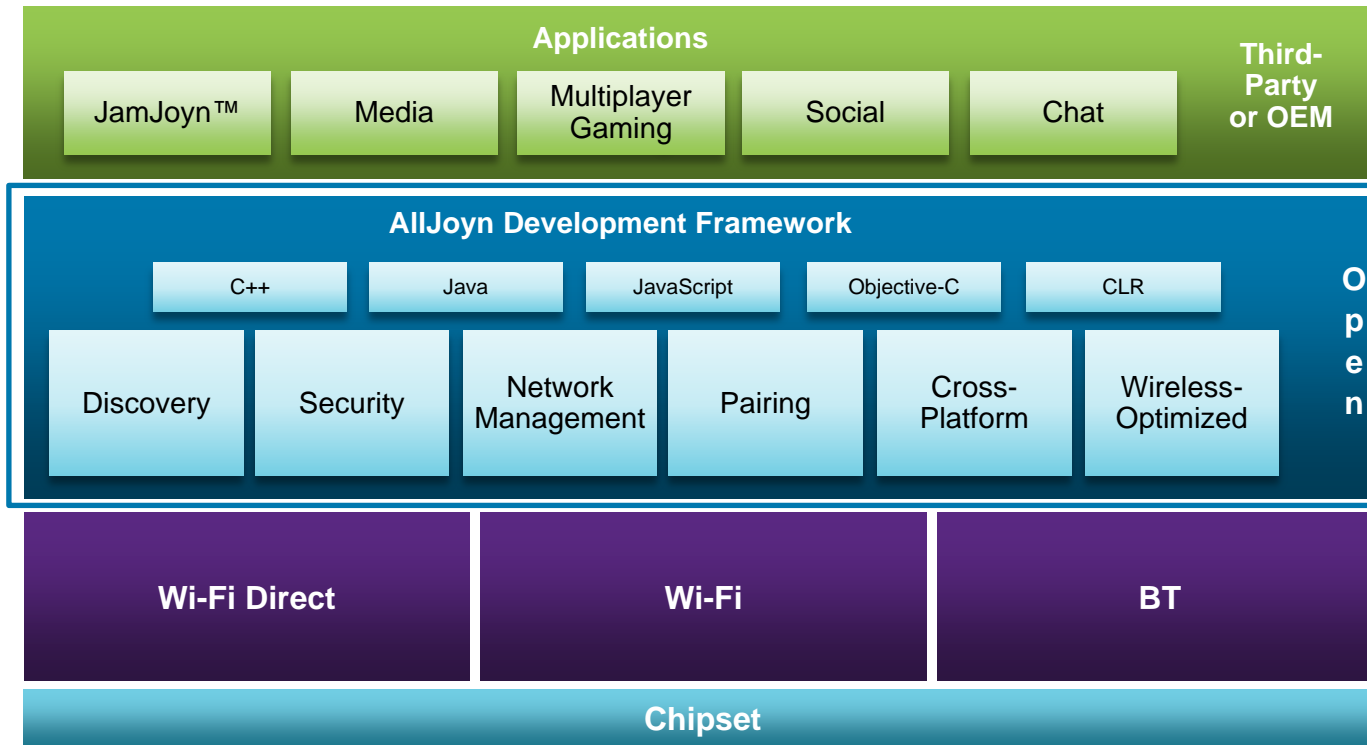 Applications
Third-
Party
or OEM
JamJoyn™
Media
Multiplayer
Gaming
Social
Chat
AllJoyn Development Framework
Open
C++
Java
JavaScript
Objective-C
CLR
Discovery
Security
Network
Management
Pairing
Cross-
Platform
Wireless-
Optimized
Wi-Fi Direct
Wi-Fi
BT
Chipset